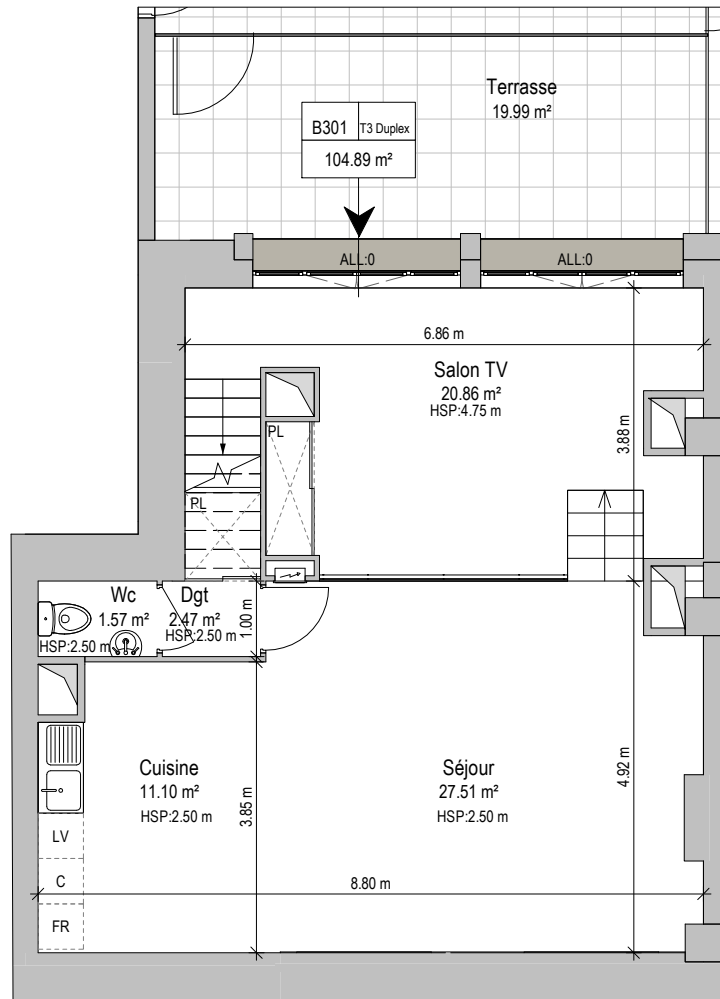 Terrasse
19.99 m²
B301 T3 Duplex
104.89 m²
ALL:0 ALL:0
6.86 m
Salon TV
20.86 m²
HSP:4.75 m
3.88 m
PL
PL
Wc
1.57 m²
HSP:2.50 m
Dgt
2.47 m²
HSP:2.50 m
1.00 m
Cuisine
11.10 m²
HSP:2.50 m
3.85 m
Séjour
27.51 m²
HSP:2.50 m
4.92 m
LV
C
8.80 m
FR